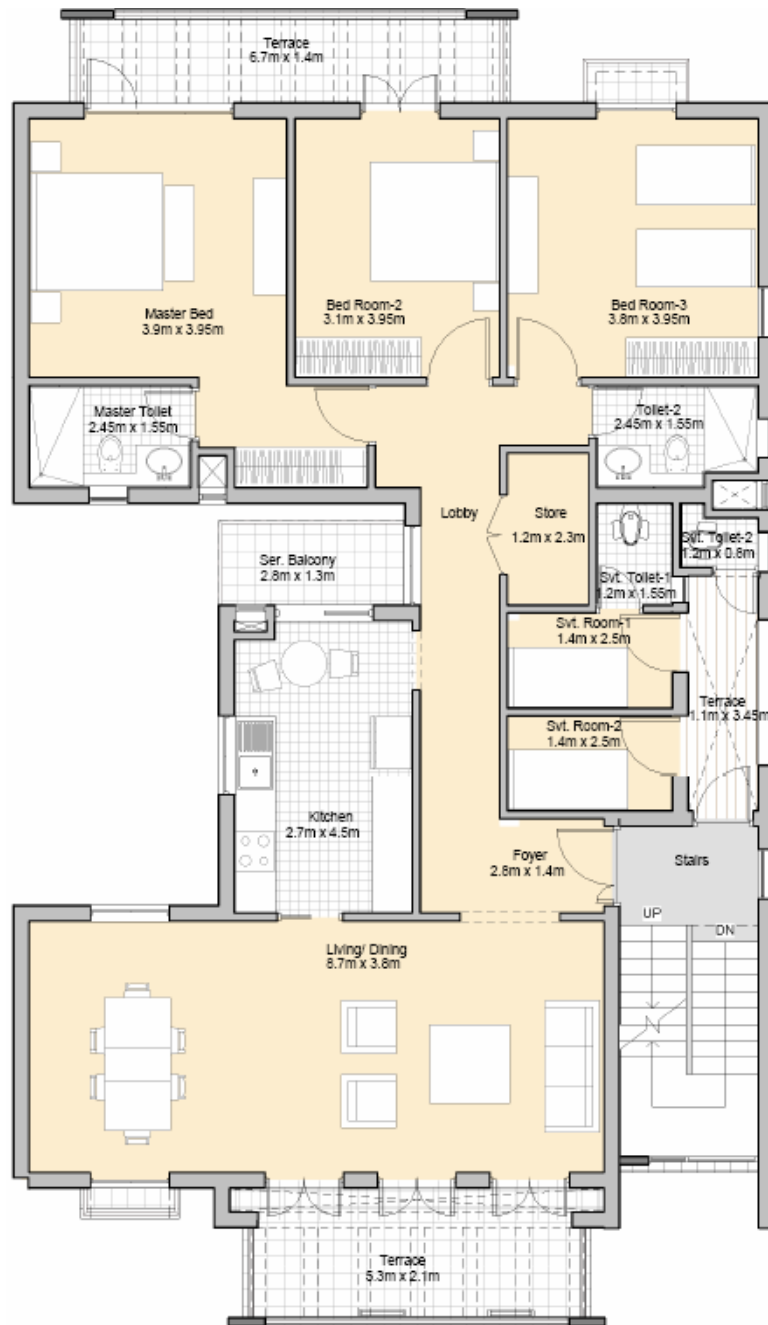 Terrace
6.7m x 1.4m
Master Bed
3.9m x 3.95m
Bed Room-2
3.1m x 3.95m
Bed Room-3
3.8m x 3.95m
Master Toilet
2.45m x 1.55m
Toilet-2
2.45m x 1.55m
Lobby
Store
1.2m x 2.3m
Ser. Balcony
2.8m x 1.3m
Svt. Toilet-2
1.2m x 0.8m
Svt. Toilet-1
1.2m x 1.55m
Svt. Room-1
1.4m x 2.5m
Terrace
1.1m x 3.45m
Svt. Room-2
1.4m x 2.5m
Kitchen
2.7m x 4.5m
Foyer
2.8m x 1.4m
Stairs
UP
DN
Living/ Dining
8.7m x 3.8m
Terrace
5.3m x 2.1m